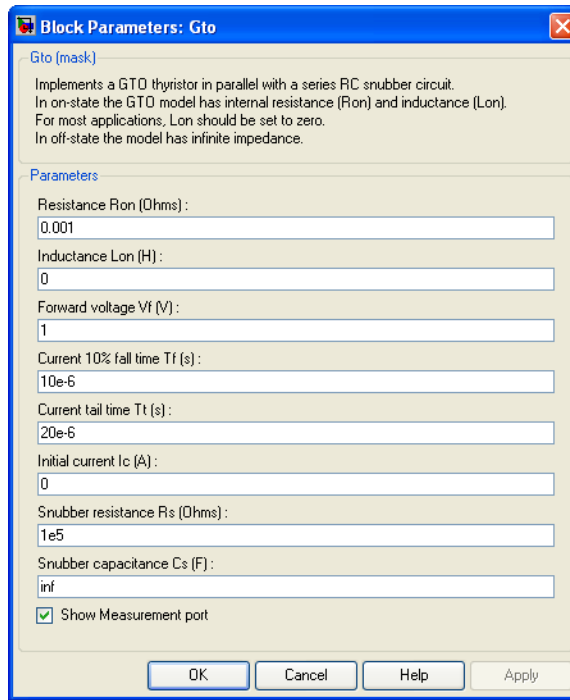 Block Parameters: Gto
Gto (mask)
Implements a GTO thyristor in parallel with a series RC snubber circuit.
In on-state the GTO model has internal resistance (Ron) and inductance (Lon).
For most applications, Lon should be set to zero.
In off-state the model has infinite impedance.
Parameters
Resistance Ron (Ohms) :
0.001
Inductance Lon (H) :
0
Forward voltage Vf (V) :
1
Current 10% fall time Tf (s) :
10e-6
Current tail time Tt (s) :
20e-6
Initial current Ic (A) :
0
Snubber resistance Rs (Ohms) :
1e5
Snubber capacitance Cs (F) :
inf
Show Measurement port
OK Cancel Help Apply